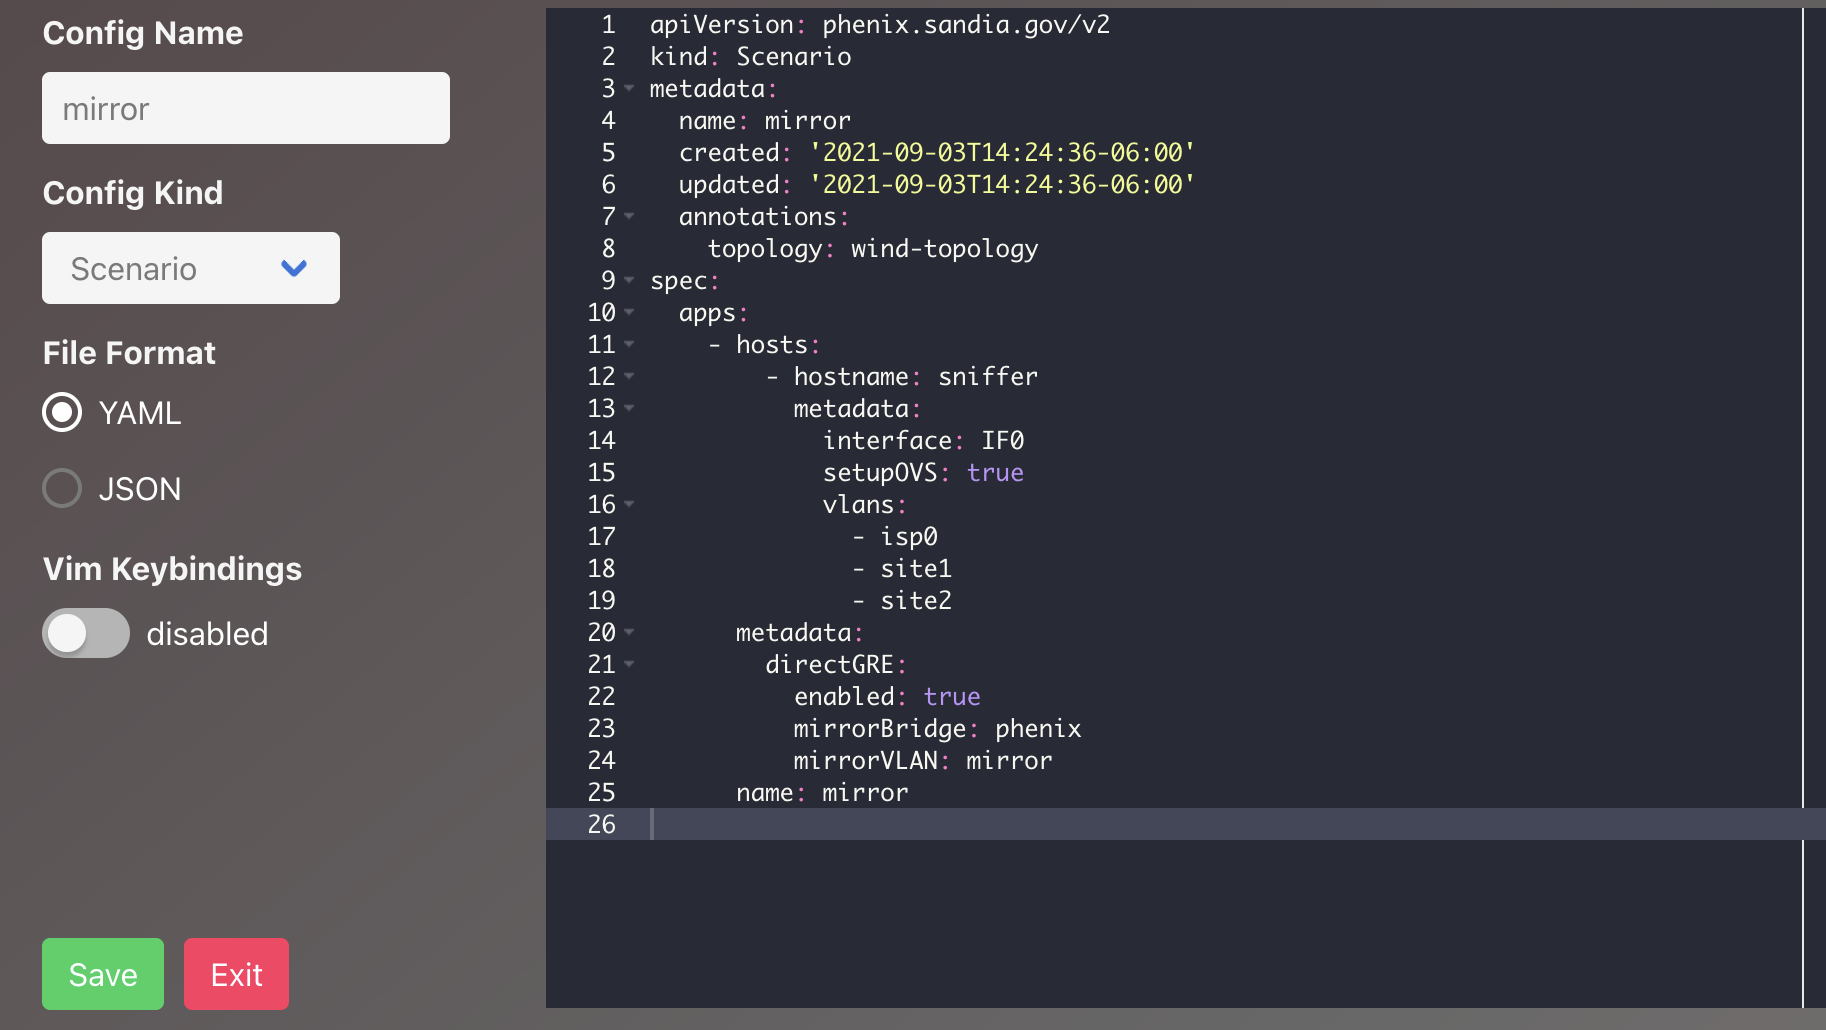 Config Name
mirror
Config Kind
Scenario
File Format
YAML
JSON
Vim Keybindings
disabled
Save Exit
1 apiVersion: phenix.sandia.gov/v2
2 kind: Scenario
3 metadata:
4   name: mirror
5   created: '2021-09-03T14:24:36-06:00'
6   updated: '2021-09-03T14:24:36-06:00'
7   annotations:
8     topology: wind-topology
9 spec:
10   apps:
11     - hosts:
12         - hostname: sniffer
13           metadata:
14             interface: IF0
15             setupOVS: true
16             vlans:
17               - isp0
18               - site1
19               - site2
20       metadata:
21         directGRE:
22           enabled: true
23           mirrorBridge: phenix
24           mirrorVLAN: mirror
25       name: mirror
26